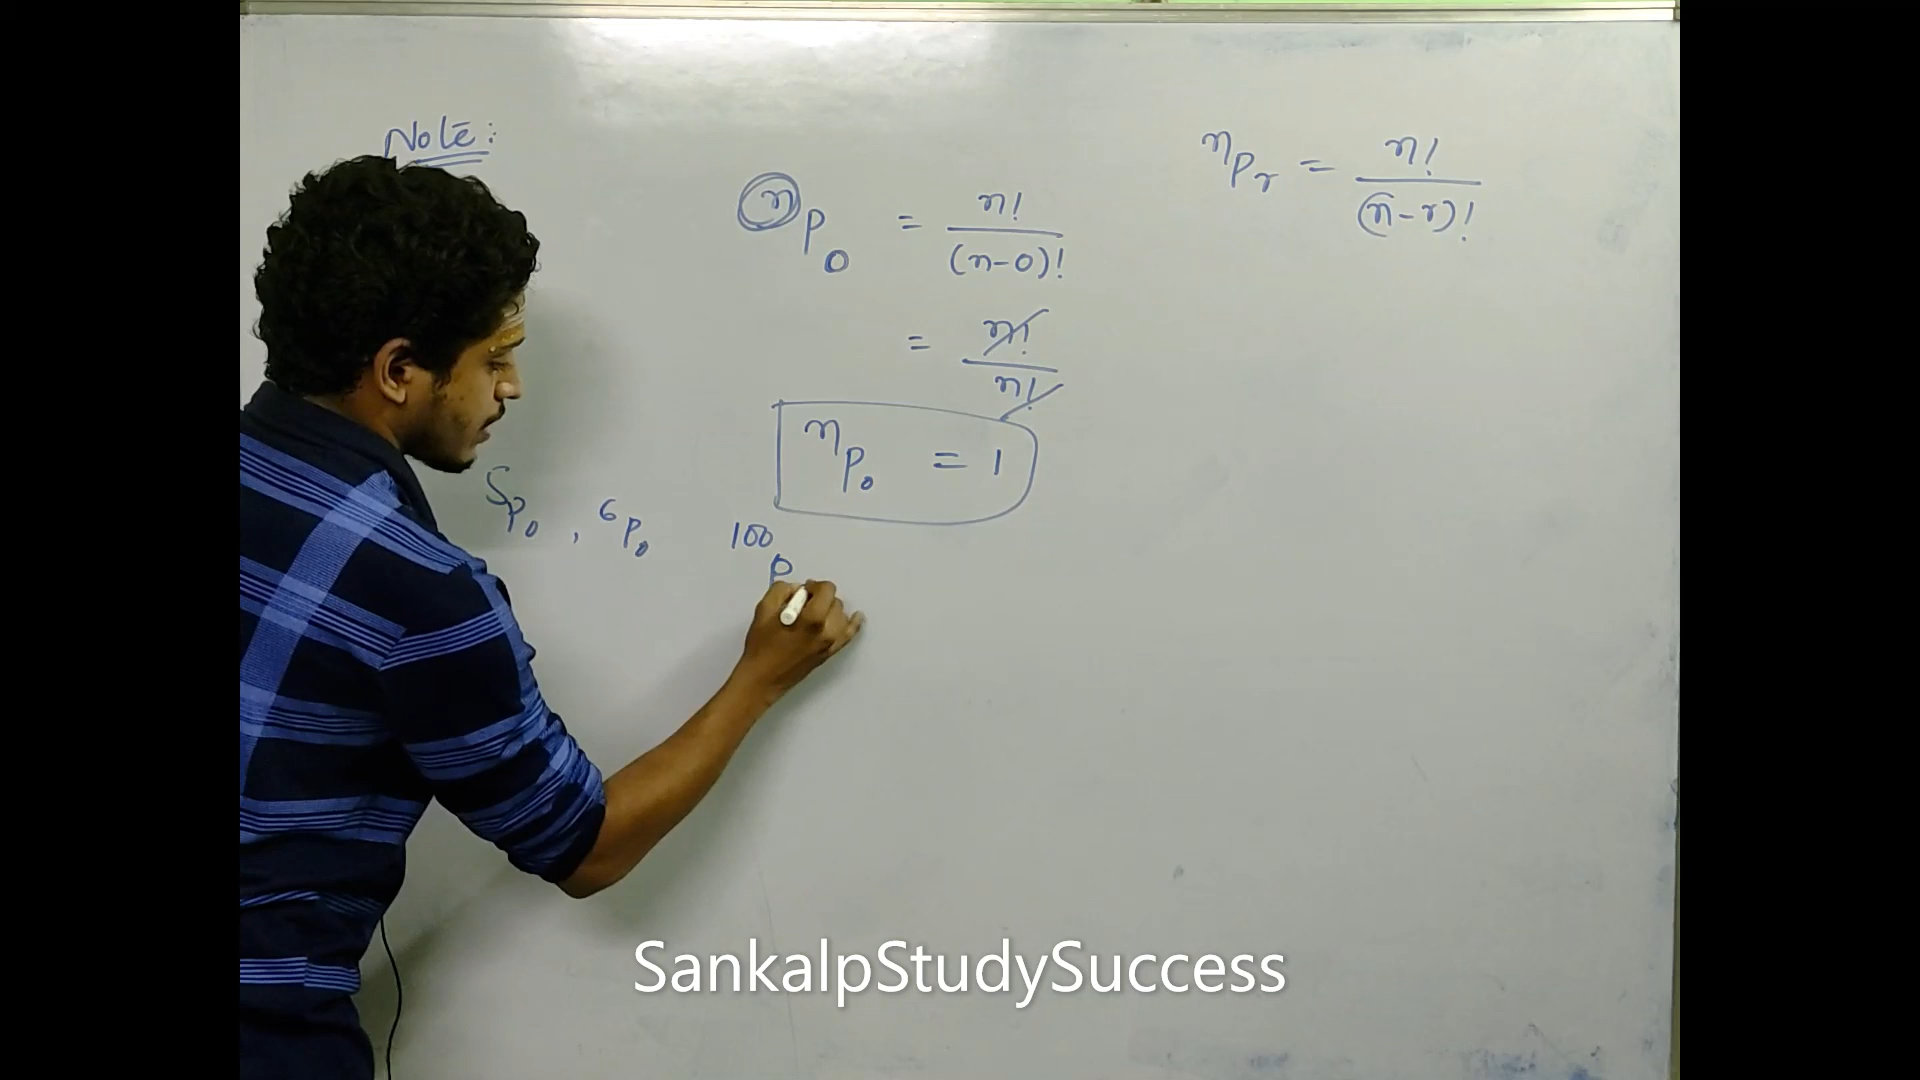 Note:
ⁿPᵣ = n!/(n-r)!
ⁿP₀ = n!/(n-0)!
= n!/n!
ⁿP₀ = 1
⁵P₀ , ⁶P₀ ¹⁰⁰P
SankalpStudySuccess